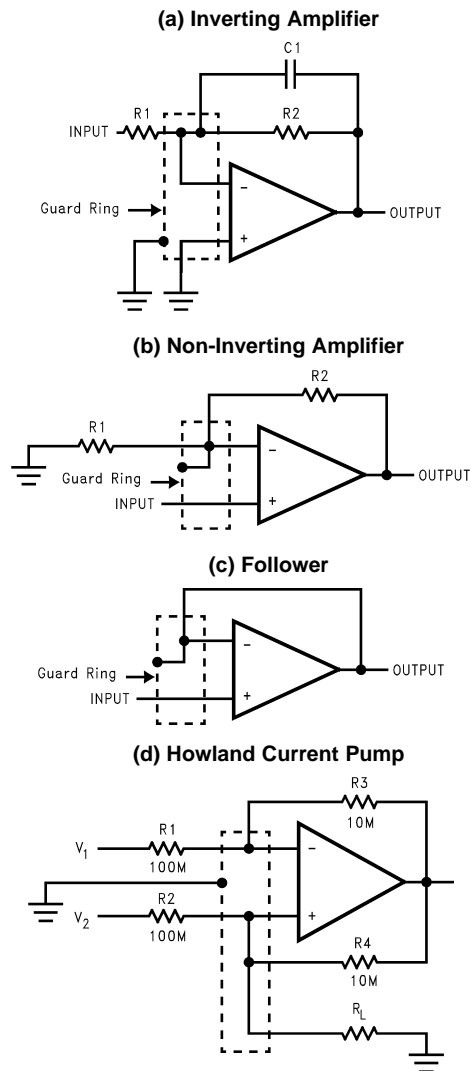 (a) Inverting Amplifier
C1
R1
R2
INPUT
−
Guard Ring
OUTPUT
+
(b) Non-Inverting Amplifier
R2
R1
−
Guard Ring
OUTPUT
INPUT
+
(c) Follower
−
Guard Ring
OUTPUT
INPUT
+
(d) Howland Current Pump
R3
10M
R1
V1
100M
−
R2
V2
100M
+
R4
10M
RL